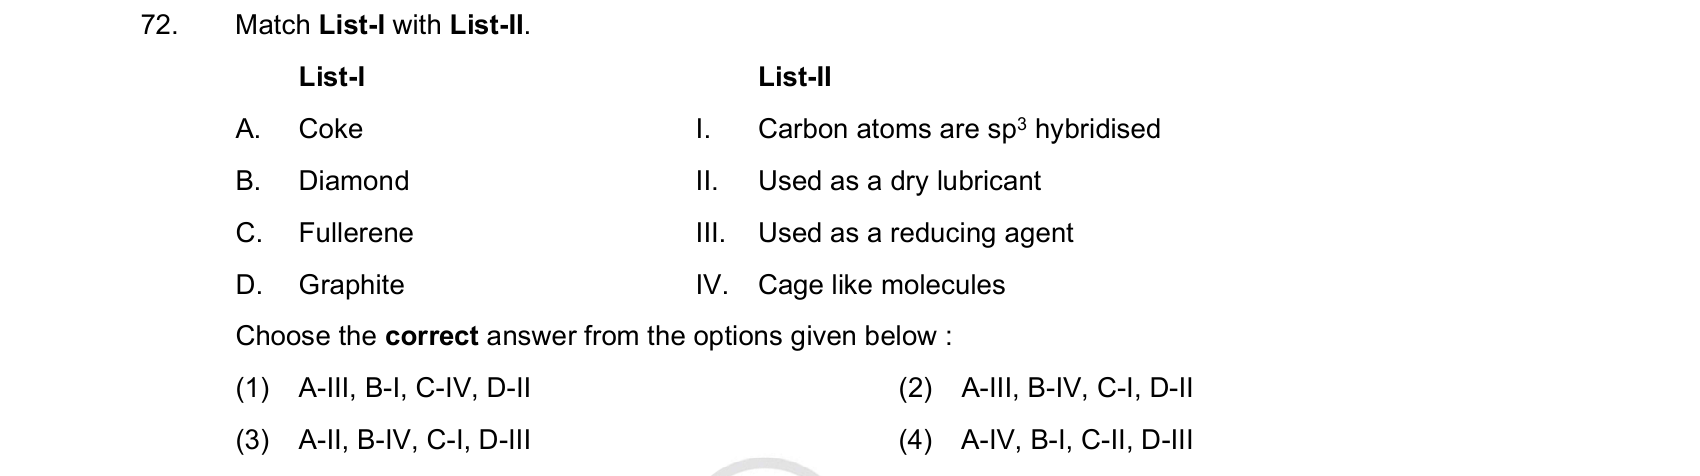 72. Match List-I with List-II.
List-I List-II
A. Coke I. Carbon atoms are sp³ hybridised
B. Diamond II. Used as a dry lubricant
C. Fullerene III. Used as a reducing agent
D. Graphite IV. Cage like molecules
Choose the correct answer from the options given below :
(1) A-III, B-I, C-IV, D-II (2) A-III, B-IV, C-I, D-II
(3) A-II, B-IV, C-I, D-III (4) A-IV, B-I, C-II, D-III